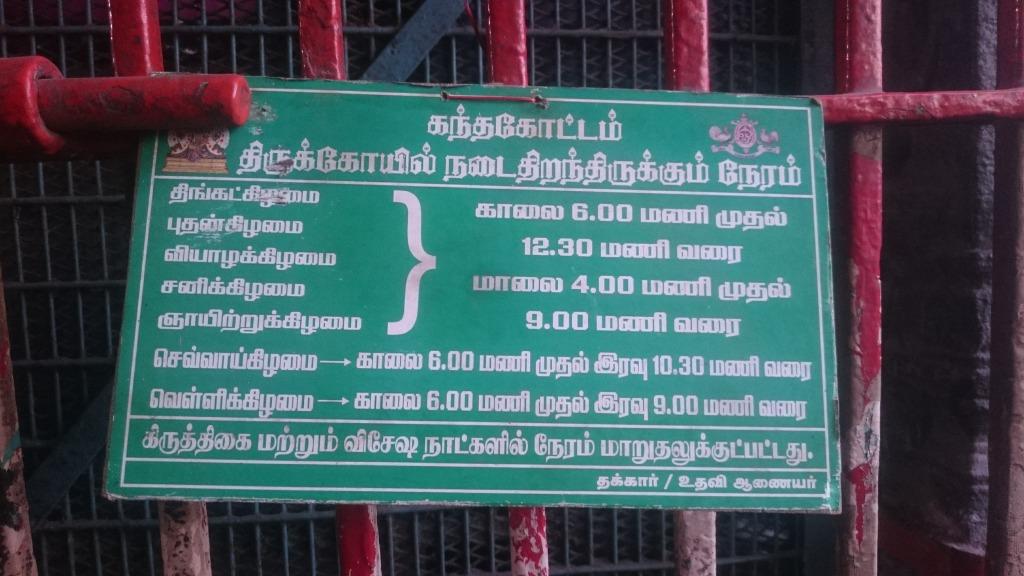 கந்தகோட்டம்
திருக்கோயில் நடைதிறந்திருக்கும் நேரம்
திங்கட்கிழமை
புதன்கிழமை
வியாழக்கிழமை
சனிக்கிழமை
ஞாயிற்றுக்கிழமை
காலை 6.00 மணி முதல்
12.30 மணி வரை
மாலை 4.00 மணி முதல்
9.00 மணி வரை
செவ்வாய்கிழமை → காலை 6.00 மணி முதல் இரவு 10.30 மணி வரை
வெள்ளிக்கிழமை → காலை 6.00 மணி முதல் இரவு 9.00 மணி வரை
கிருத்திகை மற்றும் விசேஷ நாட்களில் நேரம் மாறுதலுக்குட்பட்டது.
தக்கார் / உதவி ஆணையர்